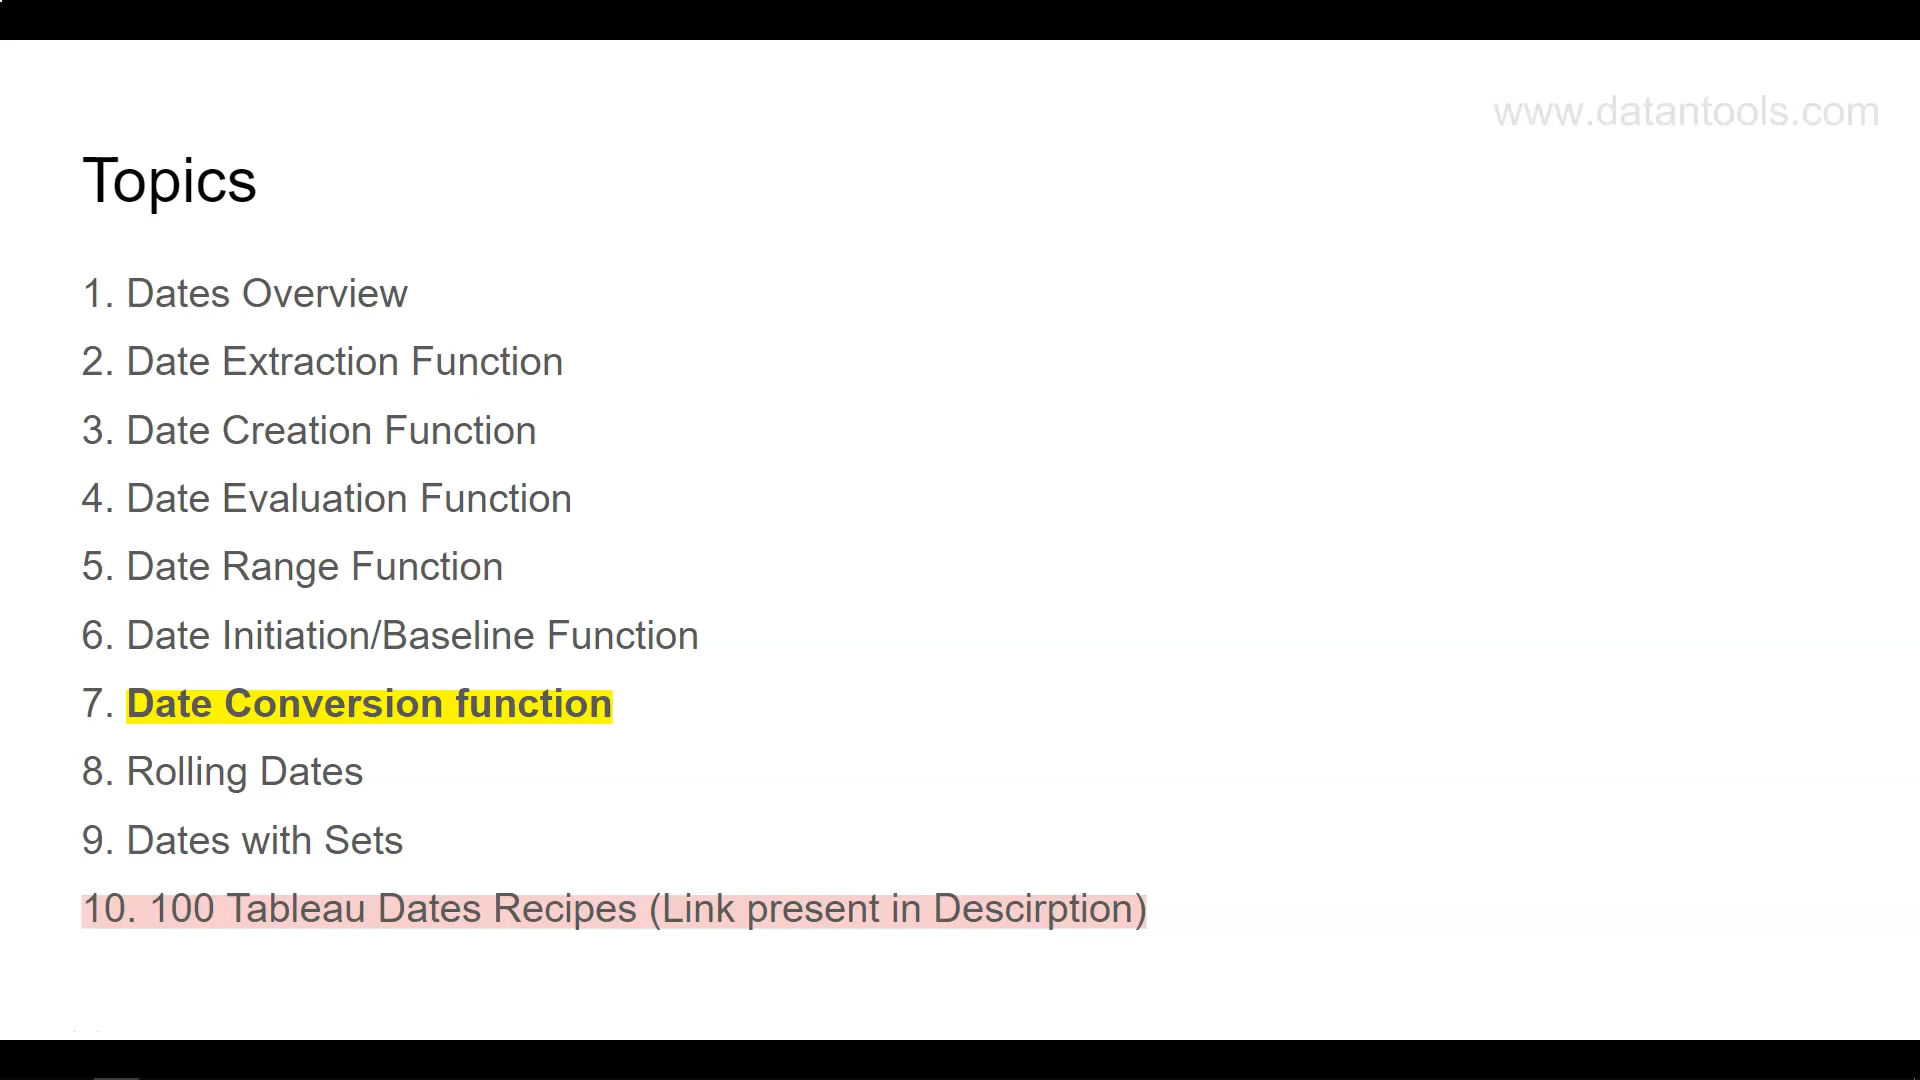 www.datantools.com
Topics
1. Dates Overview
2. Date Extraction Function
3. Date Creation Function
4. Date Evaluation Function
5. Date Range Function
6. Date Initiation/Baseline Function
7. Date Conversion function
8. Rolling Dates
9. Dates with Sets
10. 100 Tableau Dates Recipes (Link present in Descirption)